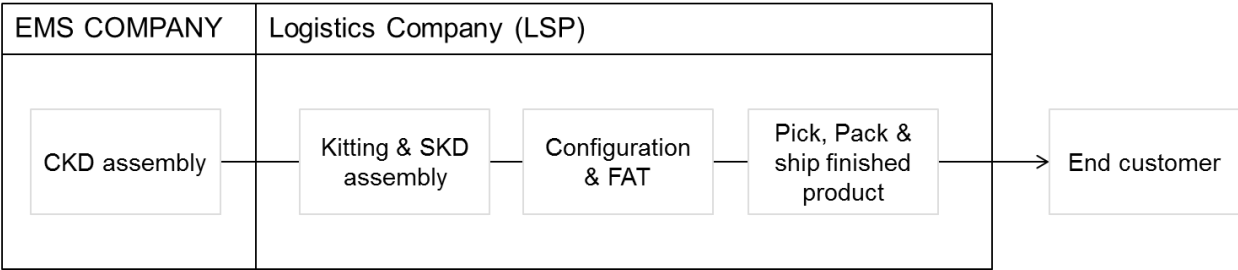 EMS COMPANY
Logistics Company (LSP)
CKD assembly
Kitting & SKD
assembly
Configuration
& FAT
Pick, Pack &
ship finished
product
End customer